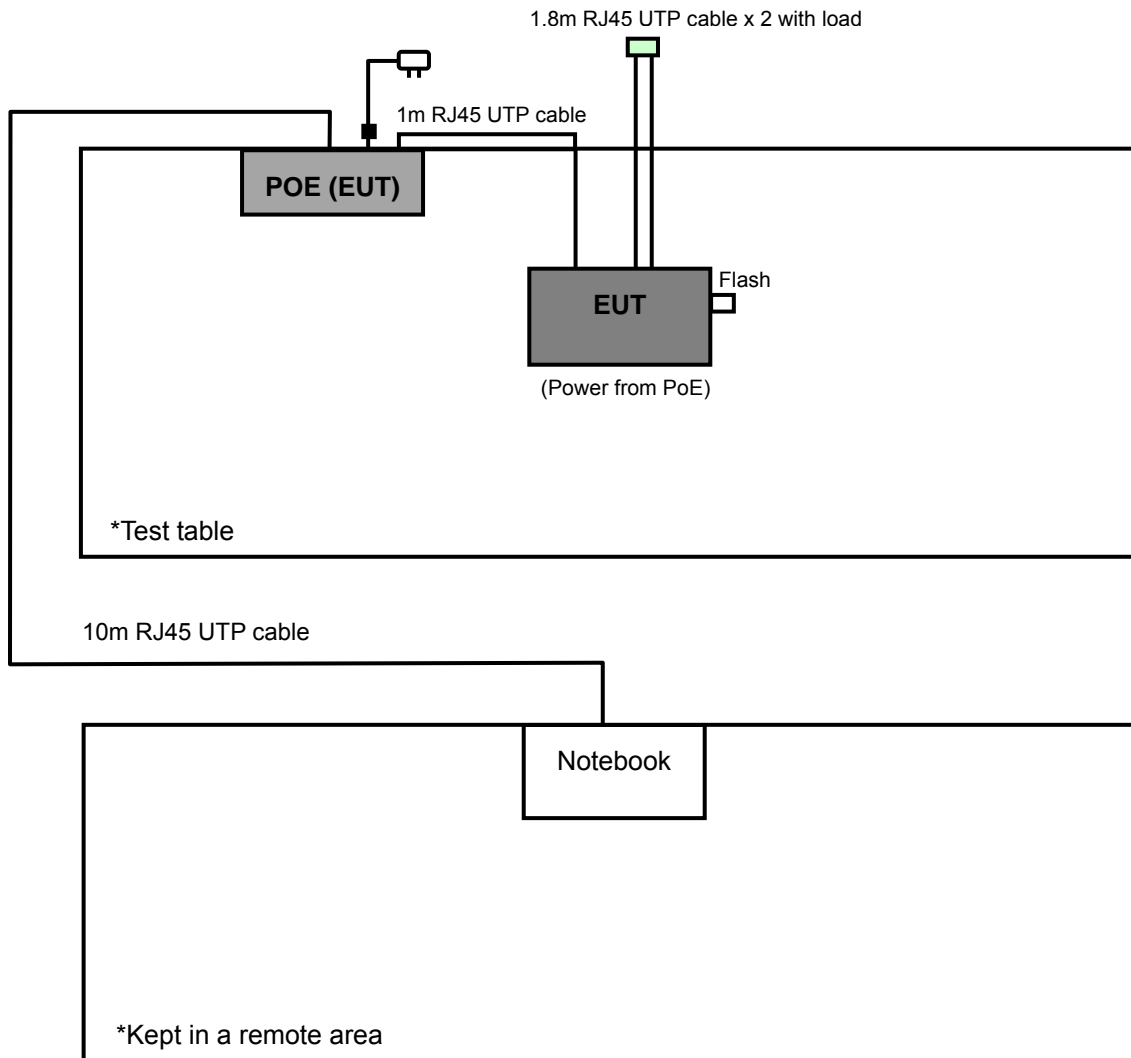 1.8m RJ45 UTP cable x 2 with load
1m RJ45 UTP cable
POE (EUT)
Flash
EUT
(Power from PoE)
*Test table
10m RJ45 UTP cable
Notebook
*Kept in a remote area